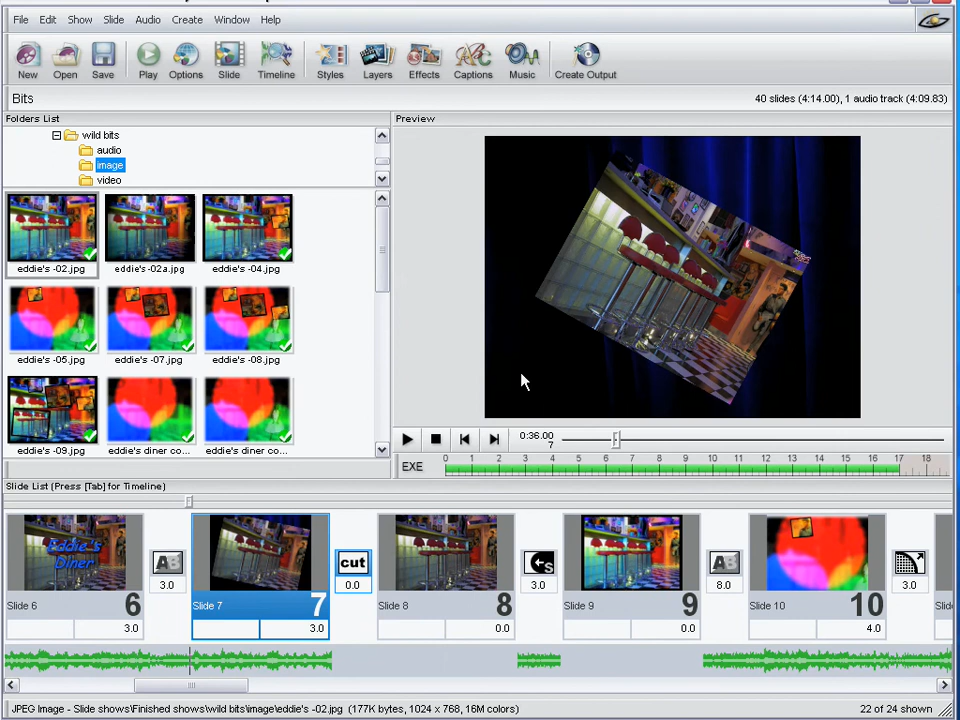 File Edit Show Slide Audio Create Window Help
New Open Save Play Options Slide Timeline Styles Layers Effects Captions Music Create Output
Bits
40 slides (4:14.00), 1 audio track (4:09.83)
Folders List
wild bits
audio
image
video
eddie's -02.jpg eddie's -02a.jpg eddie's -04.jpg
eddie's -05.jpg eddie's -07.jpg eddie's -08.jpg
eddie's -09.jpg eddie's diner co... eddie's diner co...
Preview
0:36.00
7
EXE
0 1 2 3 4 5 6 7 8 9 10 11 12 13 14 15 16 17 18
Slide List (Press [Tab] for Timeline)
Eddie's
Diner
Slide 6 6
3.0
AB
3.0
Slide 7 7
3.0
cut
0.0
Slide 8 8
0.0
S
3.0
Slide 9 9
0.0
AB
8.0
Slide 10 10
4.0
3.0
Slid
JPEG Image - Slide shows\Finished shows\wild bits\image\eddie's -02.jpg (177K bytes, 1024 x 768, 16M colors)
22 of 24 shown